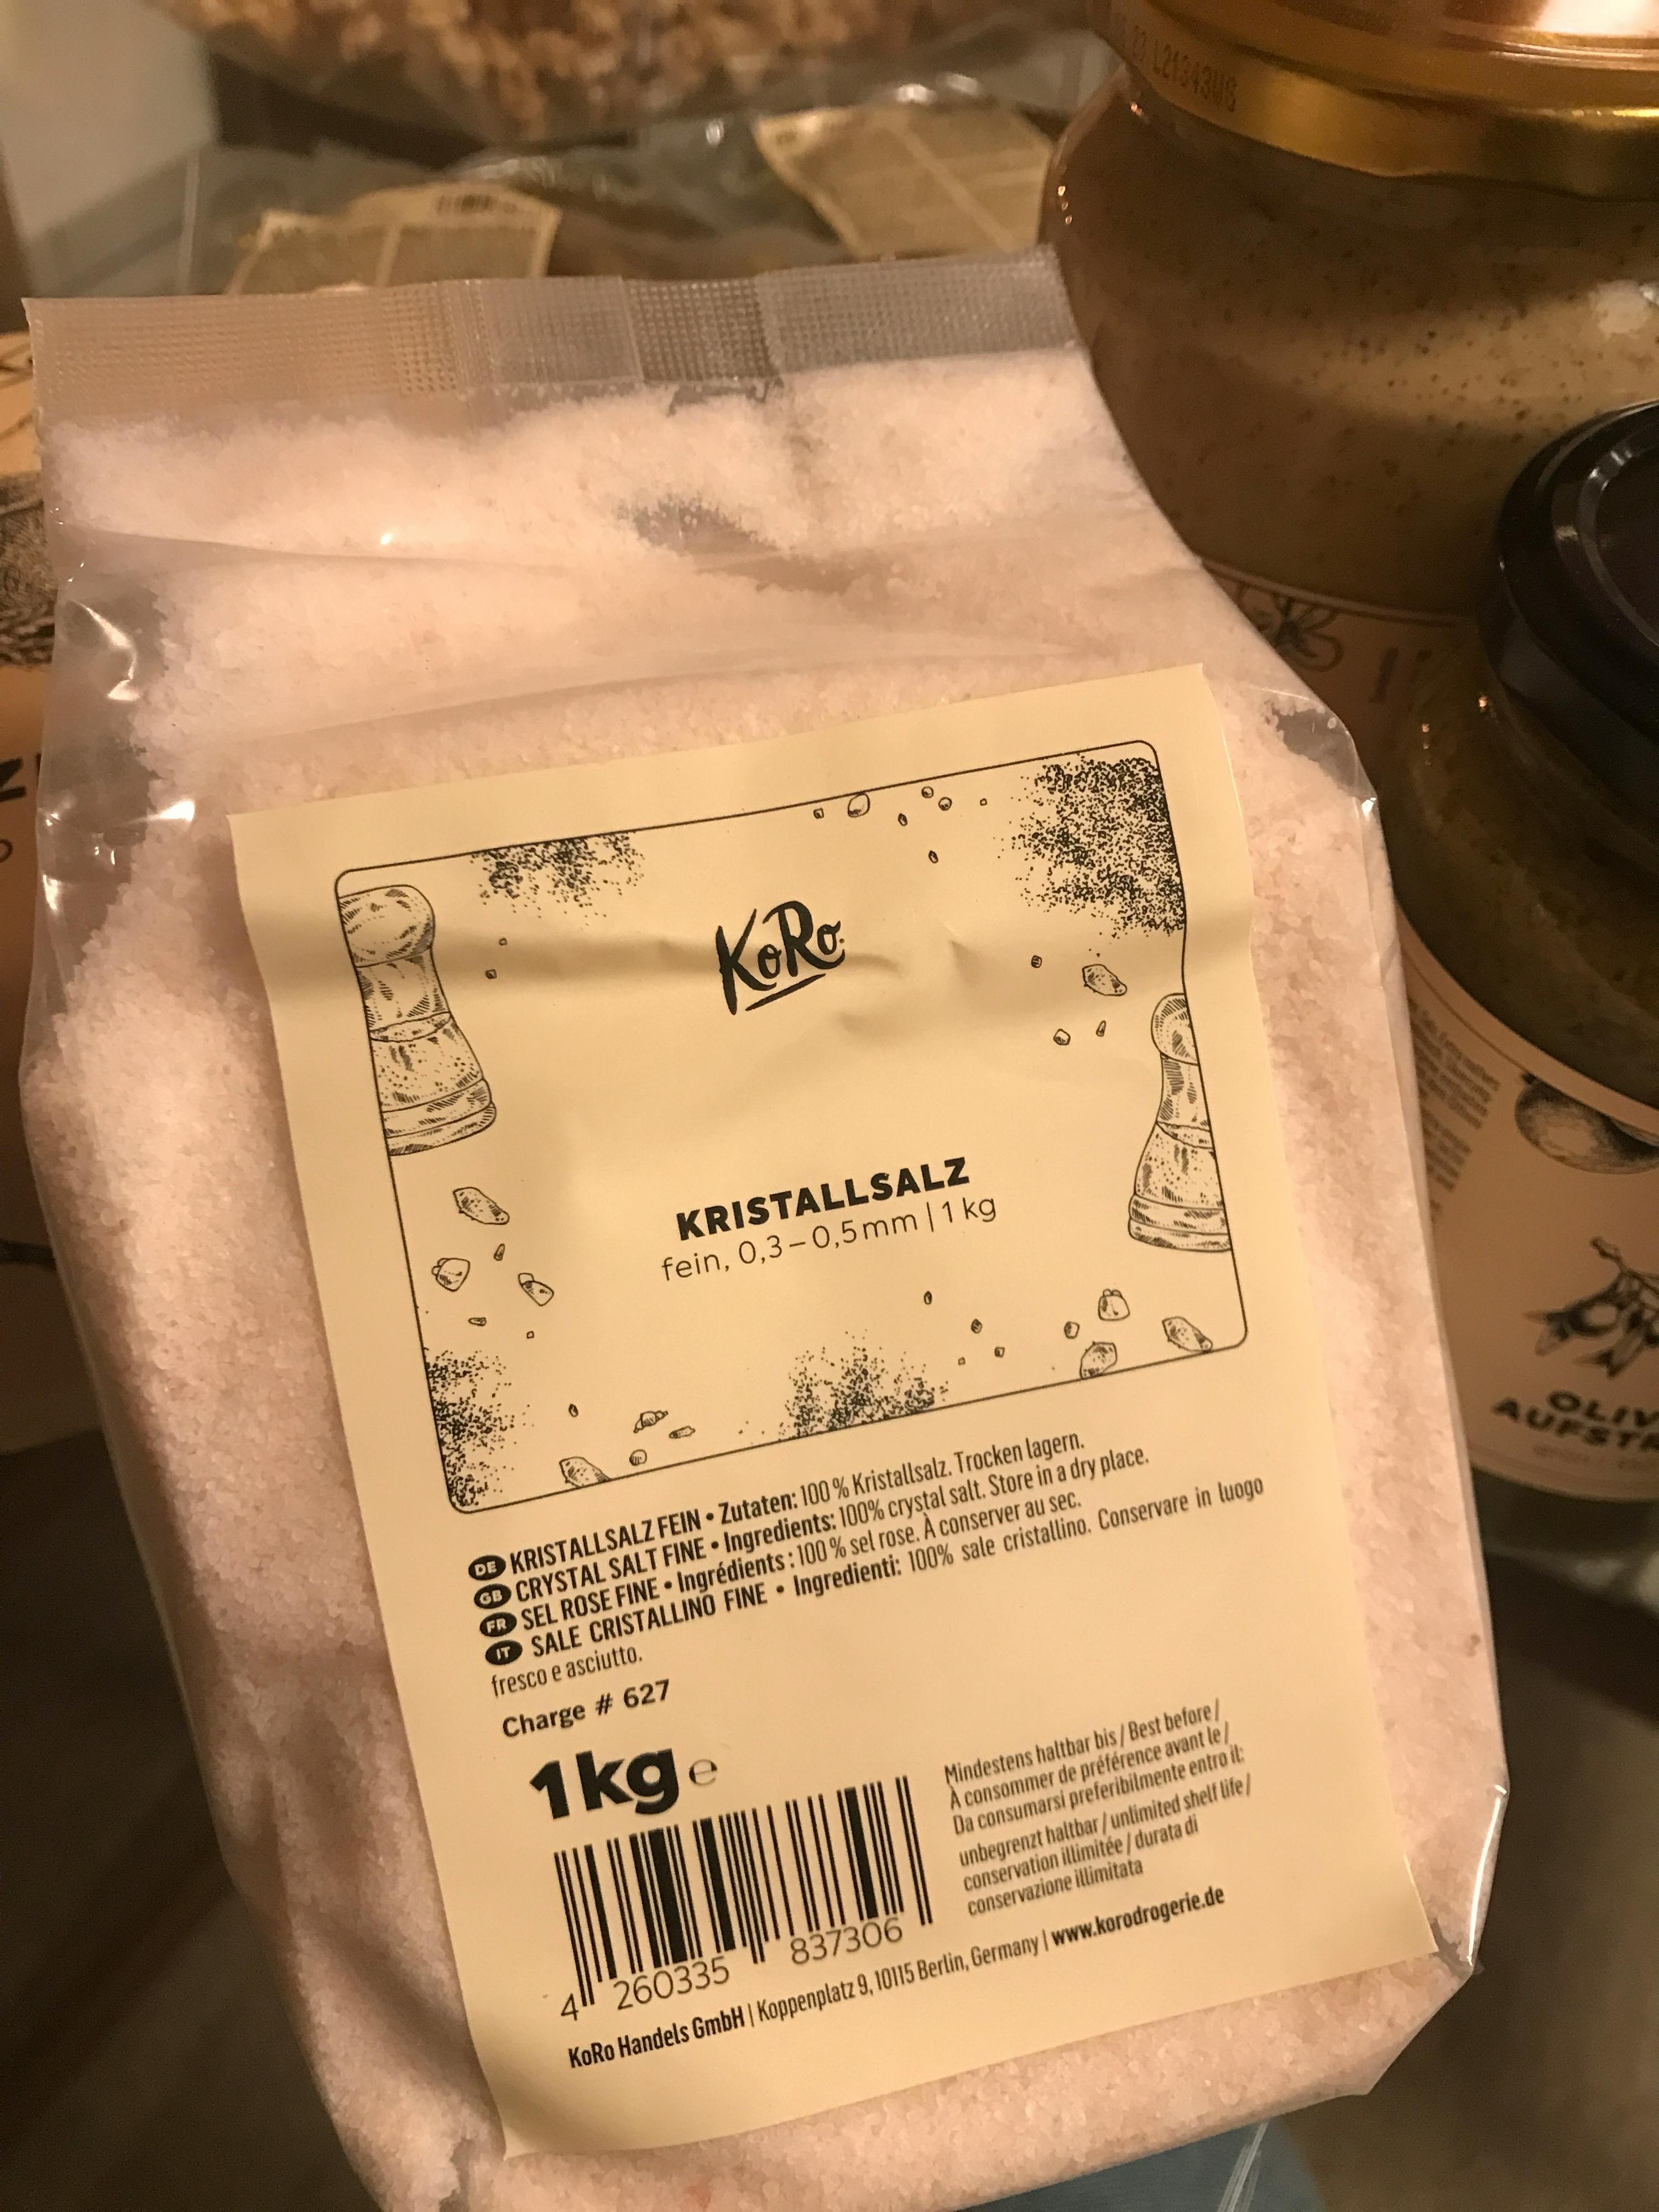 L21343WG
KoRo
KRISTALLSALZ
fein, 0,3–0,5mm | 1 kg
DE KRISTALLSALZ FEIN • Zutaten: 100 % Kristallsalz. Trocken lagern.
GB CRYSTAL SALT FINE • Ingredients: 100% crystal salt. Store in a dry place.
FR SEL ROSE FINE • Ingrédients : 100 % sel rose. À conserver au sec.
IT SALE CRISTALLINO FINE • Ingredienti: 100% sale cristallino. Conservare in luogo
fresco e asciutto.
Charge # 627
1kg e
Mindestens haltbar bis / Best before /
À consommer de préférence avant le /
Da consumarsi preferibilmente entro il:
unbegrenzt haltbar / unlimited shelf life /
conservation illimitée / durata di
conservazione illimitata
4 260335 837306
KoRo Handels GmbH | Koppenplatz 9, 10115 Berlin, Germany | www.korodrogerie.de
OLIV
AUFSTR